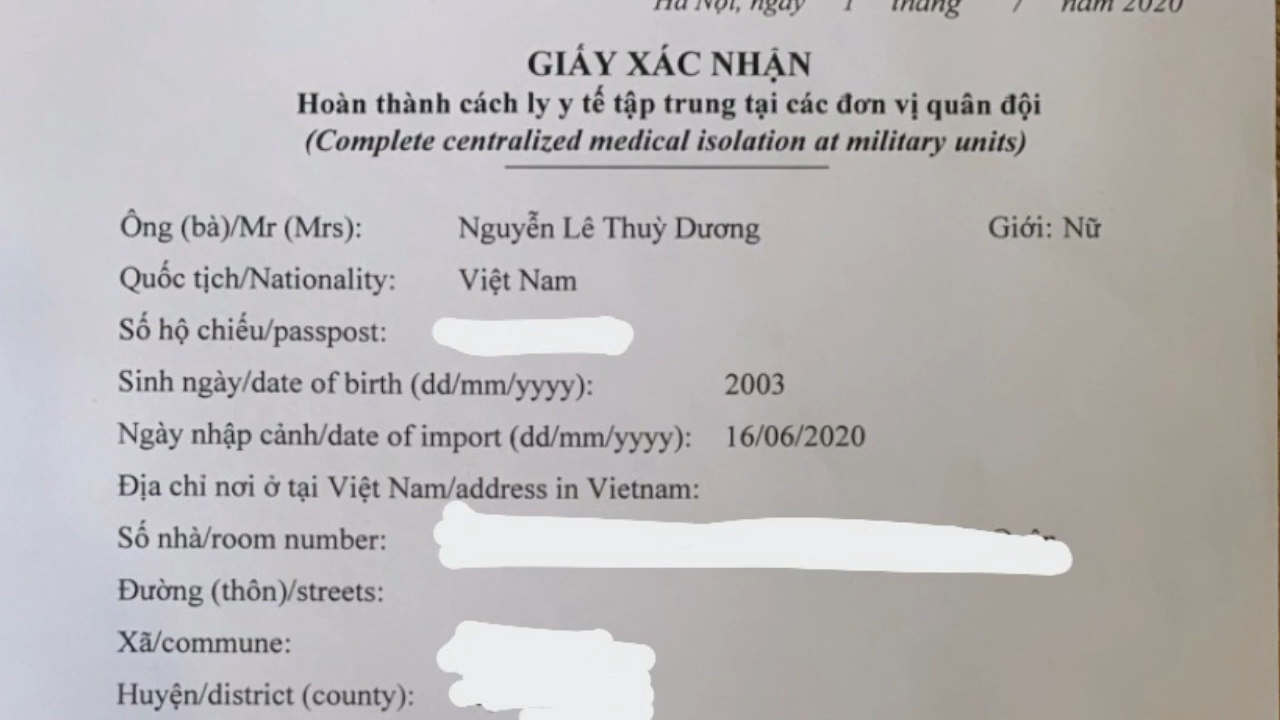 Hà Nội, ngày 1 tháng 7 năm 2020
GIẤY XÁC NHẬN
Hoàn thành cách ly y tế tập trung tại các đơn vị quân đội
(Complete centralized medical isolation at military units)
Ông (bà)/Mr (Mrs): Nguyễn Lê Thuỳ Dương Giới: Nữ
Quốc tịch/Nationality: Việt Nam
Số hộ chiếu/passpost:
Sinh ngày/date of birth (dd/mm/yyyy): 2003
Ngày nhập cảnh/date of import (dd/mm/yyyy): 16/06/2020
Địa chỉ nơi ở tại Việt Nam/address in Vietnam:
Số nhà/room number:
Đường (thôn)/streets:
Xã/commune:
Huyện/district (county):